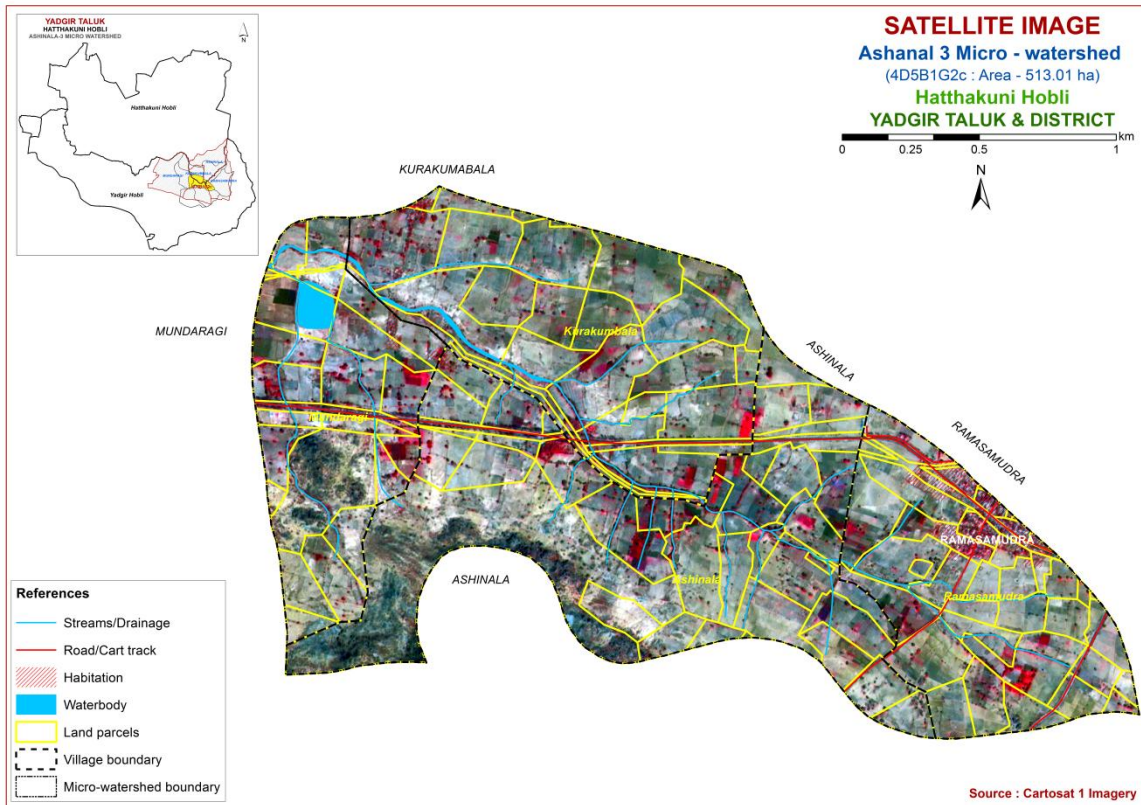 YADGIR TALUK
HATTHAKUNI HOBLI
ASHINALA-3 MICRO WATERSHED
N
Hatthakuni Hobli
Yadgir Hobli
SATELLITE IMAGE
Ashanal 3 Micro - watershed
(4D5B1G2c : Area - 513.01 ha)
Hatthakuni Hobli
YADGIR TALUK & DISTRICT
km
0 0.25 0.5 1
N
KURAKUMABALA
MUNDARAGI
Kurakumbala
ASHINALA
Mundaragi
RAMASAMUDRA
RAMASAMUDRA
ASHINALA
Ashinala
Ramasamudra
References
Streams/Drainage
Road/Cart track
Habitation
Waterbody
Land parcels
Village boundary
Micro-watershed boundary
Source : Cartosat 1 Imagery